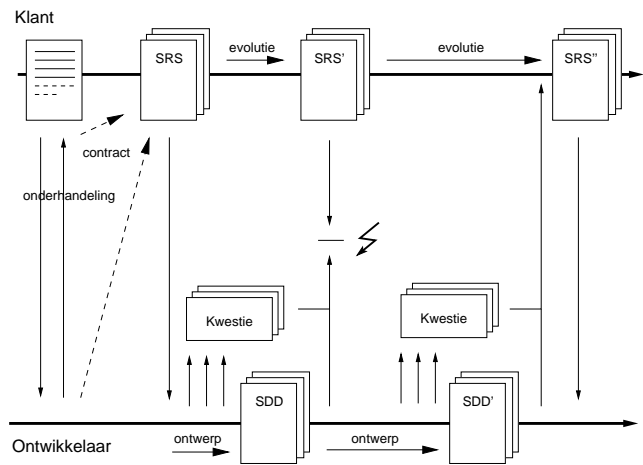 Klant
SRS
evolutie
SRS'
evolutie
SRS''
contract
onderhandeling
Kwestie
Kwestie
SDD
SDD'
Ontwikkelaar
ontwerp
ontwerp